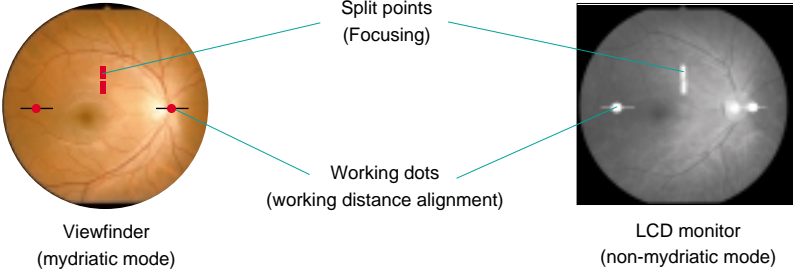 Split points
(Focusing)
Working dots
(working distance alignment)
Viewfinder
(mydriatic mode)
LCD monitor
(non-mydriatic mode)